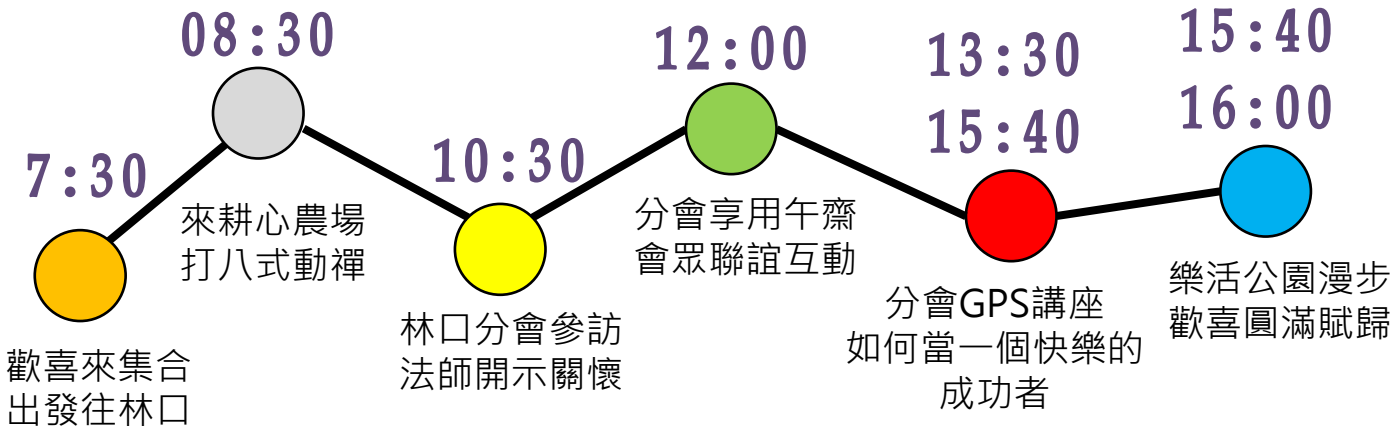 7:30
歡喜來集合
出發往林口
08:30
來耕心農場
打八式動禪
10:30
林口分會參訪
法師開示關懷
12:00
分會享用午齋
會眾聯誼互動
13:30
15:40
分會GPS講座
如何當一個快樂的
成功者
15:40
16:00
樂活公園漫步
歡喜圓滿賦歸